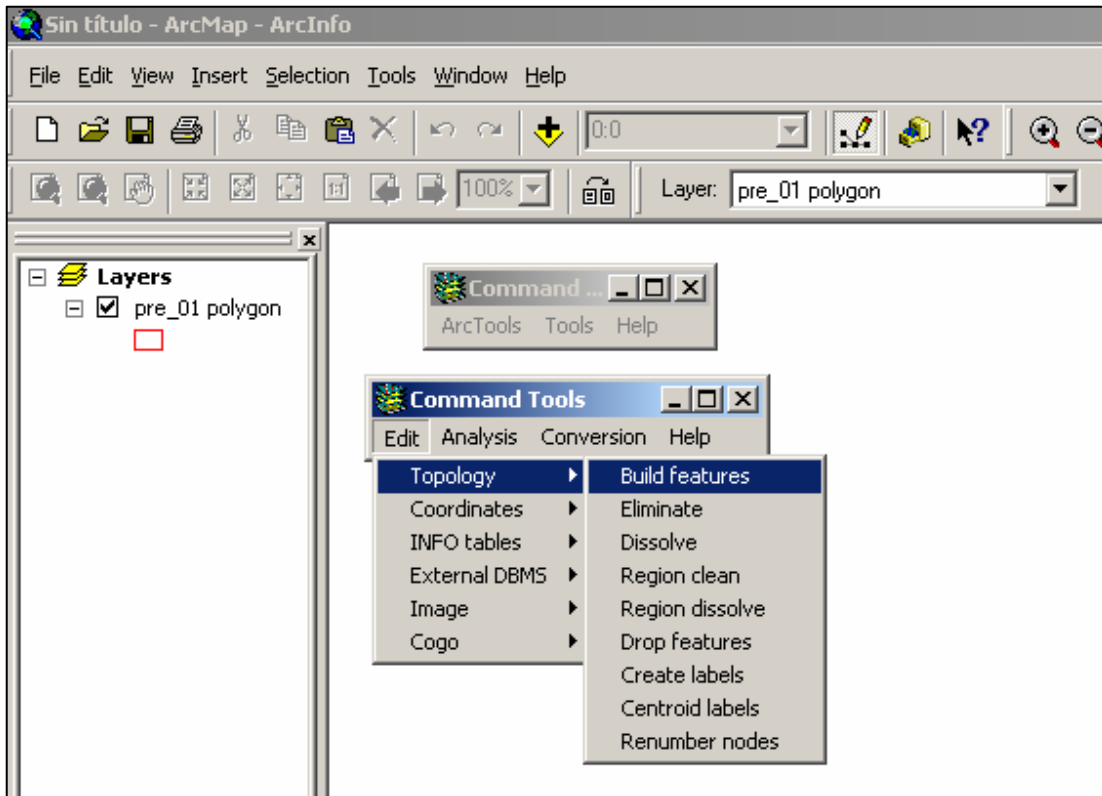 Sin título - ArcMap - ArcInfo
File Edit View Insert Selection Tools Window Help
0:0
1:1 100% Layer: pre_01 polygon
Layers
pre_01 polygon
Command ...
ArcTools Tools Help
Command Tools
Edit Analysis Conversion Help
Topology
Coordinates
INFO tables
External DBMS
Image
Cogo
Build features
Eliminate
Dissolve
Region clean
Region dissolve
Drop features
Create labels
Centroid labels
Renumber nodes